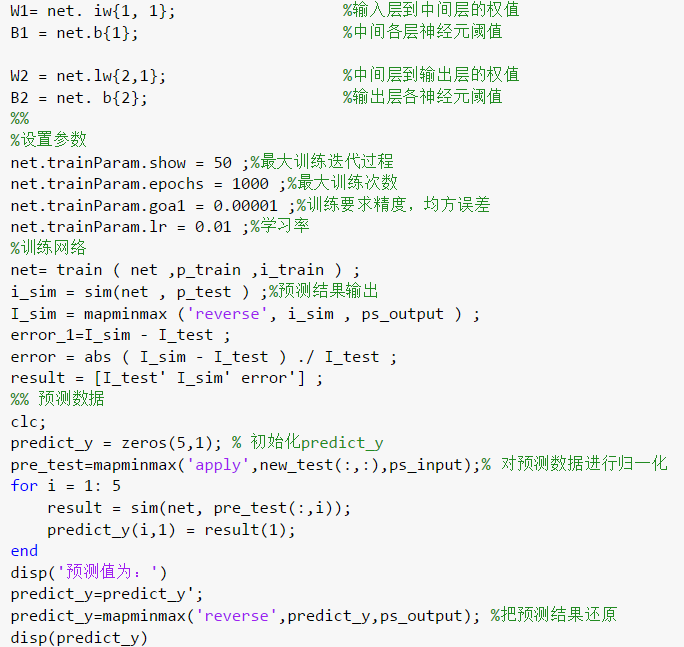 W1= net. iw{1, 1}; %输入层到中间层的权值
B1 = net.b{1}; %中间各层神经元阈值
W2 = net.lw{2,1}; %中间层到输出层的权值
B2 = net. b{2}; %输出层各神经元阈值
%%
%设置参数
net.trainParam.show = 50 ;%最大训练迭代过程
net.trainParam.epochs = 1000 ;%最大训练次数
net.trainParam.goa1 = 0.00001 ;%训练要求精度，均方误差
net.trainParam.lr = 0.01 ;%学习率
%训练网络
net= train ( net ,p_train ,i_train ) ;
i_sim = sim(net , p_test ) ;%预测结果输出
I_sim = mapminmax ('reverse', i_sim , ps_output ) ;
error_1=I_sim - I_test ;
error = abs ( I_sim - I_test ) ./ I_test ;
result = [I_test' I_sim' error'] ;
%% 预测数据
clc;
predict_y = zeros(5,1); % 初始化predict_y
pre_test=mapminmax('apply',new_test(:,:),ps_input);% 对预测数据进行归一化
for i = 1: 5
    result = sim(net, pre_test(:,i));
    predict_y(i,1) = result(1);
end
disp('预测值为：')
predict_y=predict_y';
predict_y=mapminmax('reverse',predict_y,ps_output); %把预测结果还原
disp(predict_y)